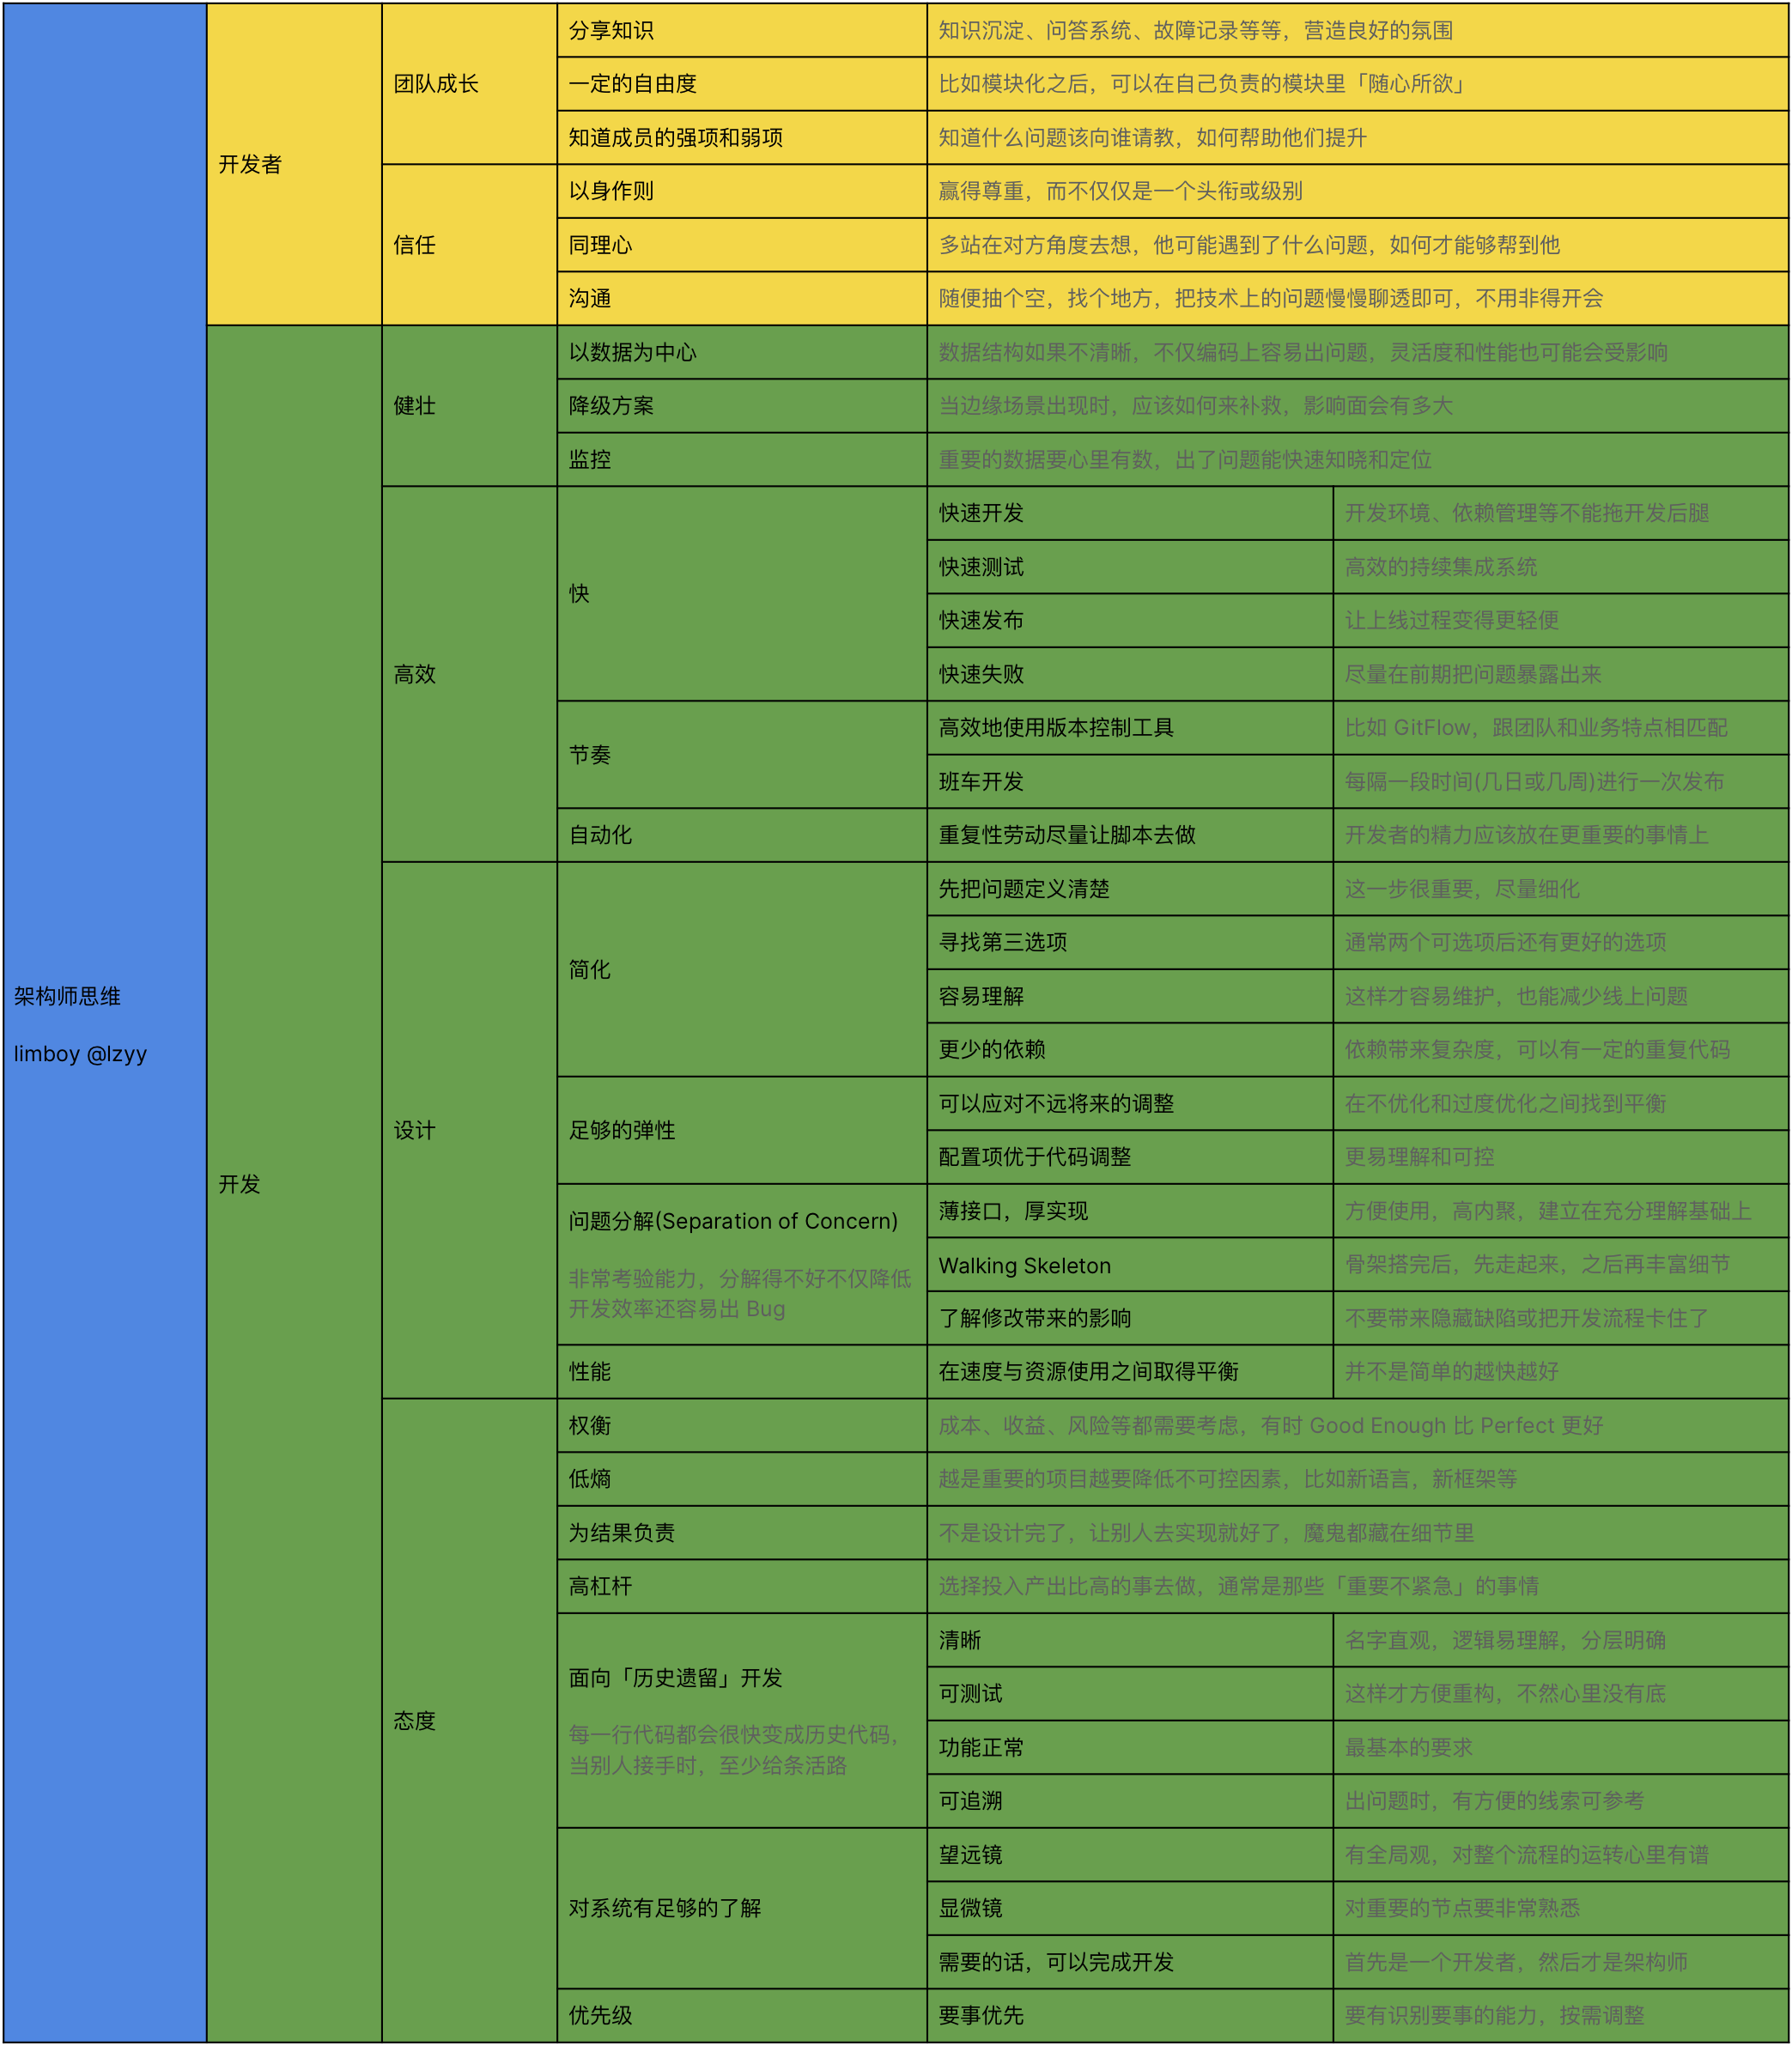 架构师思维
limboy @lzyy
开发者
团队成长
分享知识
知识沉淀、问答系统、故障记录等等，营造良好的氛围
一定的自由度
比如模块化之后，可以在自己负责的模块里「随心所欲」
知道成员的强项和弱项
知道什么问题该向谁请教，如何帮助他们提升
信任
以身作则
赢得尊重，而不仅仅是一个头衔或级别
同理心
多站在对方角度去想，他可能遇到了什么问题，如何才能够帮到他
沟通
随便抽个空，找个地方，把技术上的问题慢慢聊透即可，不用非得开会
开发
健壮
以数据为中心
数据结构如果不清晰，不仅编码上容易出问题，灵活度和性能也可能会受影响
降级方案
当边缘场景出现时，应该如何来补救，影响面会有多大
监控
重要的数据要心里有数，出了问题能快速知晓和定位
高效
快
快速开发
开发环境、依赖管理等不能拖开发后腿
快速测试
高效的持续集成系统
快速发布
让上线过程变得更轻便
快速失败
尽量在前期把问题暴露出来
节奏
高效地使用版本控制工具
比如 GitFlow，跟团队和业务特点相匹配
班车开发
每隔一段时间(几日或几周)进行一次发布
自动化
重复性劳动尽量让脚本去做
开发者的精力应该放在更重要的事情上
设计
简化
先把问题定义清楚
这一步很重要，尽量细化
寻找第三选项
通常两个可选项后还有更好的选项
容易理解
这样才容易维护，也能减少线上问题
更少的依赖
依赖带来复杂度，可以有一定的重复代码
足够的弹性
可以应对不远将来的调整
在不优化和过度优化之间找到平衡
配置项优于代码调整
更易理解和可控
问题分解(Separation of Concern)
非常考验能力，分解得不好不仅降低
开发效率还容易出 Bug
薄接口，厚实现
方便使用，高内聚，建立在充分理解基础上
Walking Skeleton
骨架搭完后，先走起来，之后再丰富细节
了解修改带来的影响
不要带来隐藏缺陷或把开发流程卡住了
性能
在速度与资源使用之间取得平衡
并不是简单的越快越好
态度
权衡
成本、收益、风险等都需要考虑，有时 Good Enough 比 Perfect 更好
低熵
越是重要的项目越要降低不可控因素，比如新语言，新框架等
为结果负责
不是设计完了，让别人去实现就好了，魔鬼都藏在细节里
高杠杆
选择投入产出比高的事去做，通常是那些「重要不紧急」的事情
面向「历史遗留」开发
每一行代码都会很快变成历史代码，
当别人接手时，至少给条活路
清晰
名字直观，逻辑易理解，分层明确
可测试
这样才方便重构，不然心里没有底
功能正常
最基本的要求
可追溯
出问题时，有方便的线索可参考
对系统有足够的了解
望远镜
有全局观，对整个流程的运转心里有谱
显微镜
对重要的节点要非常熟悉
需要的话，可以完成开发
首先是一个开发者，然后才是架构师
优先级
要事优先
要有识别要事的能力，按需调整